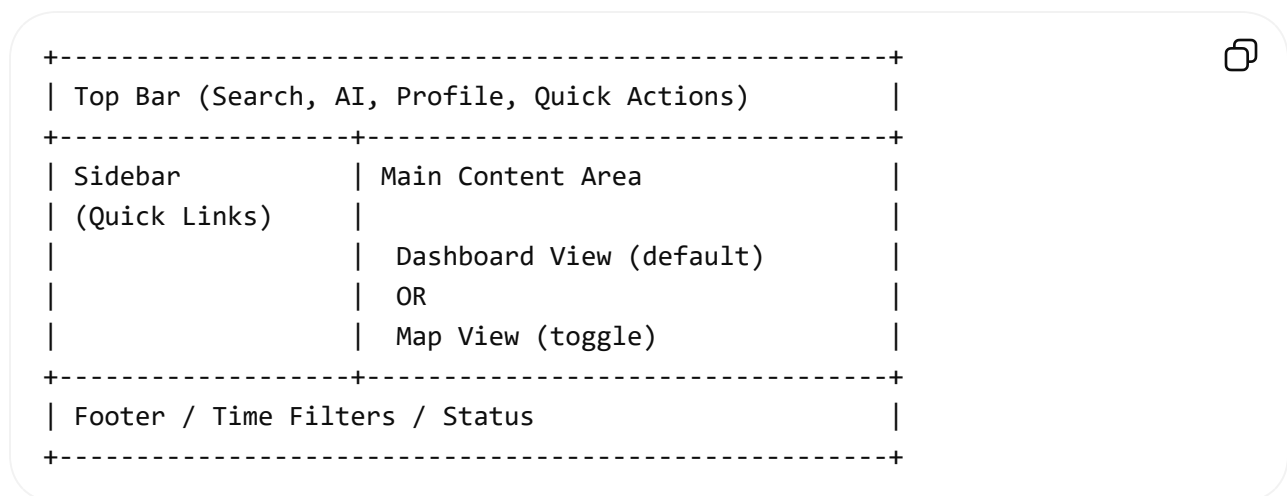 +------------------------------------------------------+
| Top Bar (Search, AI, Profile, Quick Actions)         |
+-------------------+----------------------------------+
| Sidebar           | Main Content Area                |
| (Quick Links)     |                                  |
|                   |  Dashboard View (default)        |
|                   |  OR                              |
|                   |  Map View (toggle)               |
+-------------------+----------------------------------+
| Footer / Time Filters / Status                       |
+------------------------------------------------------+